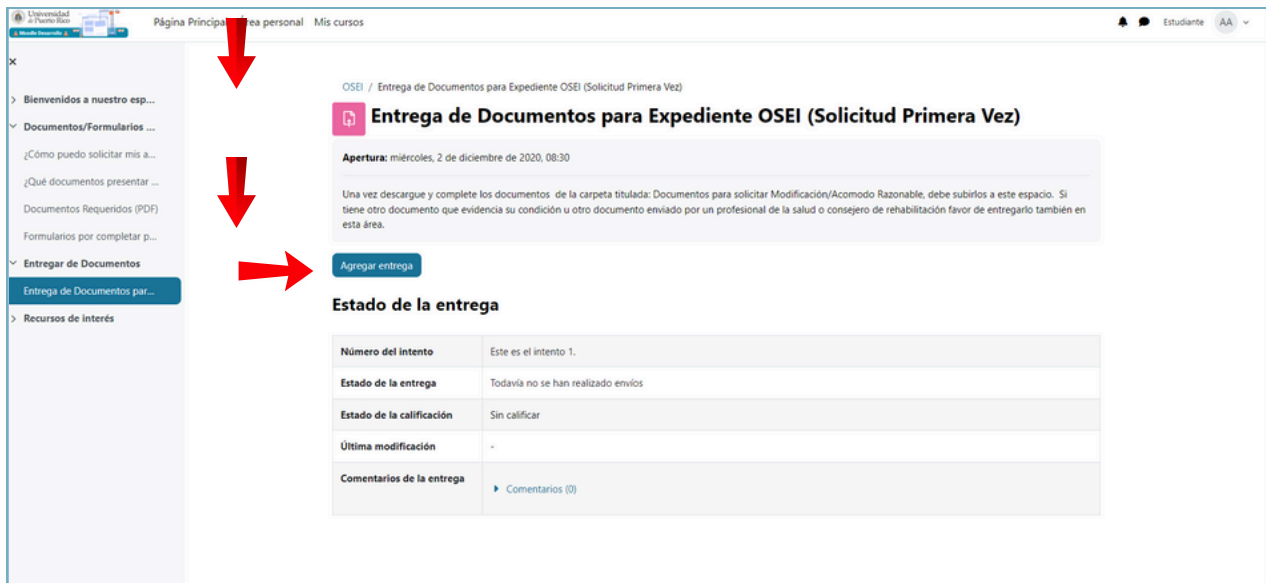 Universidad
de Puerto Rico
Moodle Desarrollo
Página Principal Área personal Mis cursos
Estudiante AA
×
Bienvenidos a nuestro esp...
Documentos/Formularios ...
¿Cómo puedo solicitar mis a...
¿Qué documentos presentar ...
Documentos Requeridos (PDF)
Formularios por completar p...
Entregar de Documentos
Entrega de Documentos par...
Recursos de interés
OSEI / Entrega de Documentos para Expediente OSEI (Solicitud Primera Vez)
Entrega de Documentos para Expediente OSEI (Solicitud Primera Vez)
Apertura: miércoles, 2 de diciembre de 2020, 08:30
Una vez descargue y complete los documentos de la carpeta titulada: Documentos para solicitar Modificación/Acomodo Razonable, debe subirlos a este espacio. Si
tiene otro documento que evidencia su condición u otro documento enviado por un profesional de la salud o consejero de rehabilitación favor de entregarlo también en
esta área.
Agregar entrega
Estado de la entrega
Número del intento Este es el intento 1.
Estado de la entrega Todavía no se han realizado envíos
Estado de la calificación Sin calificar
Última modificación -
Comentarios de la entrega
Comentarios (0)